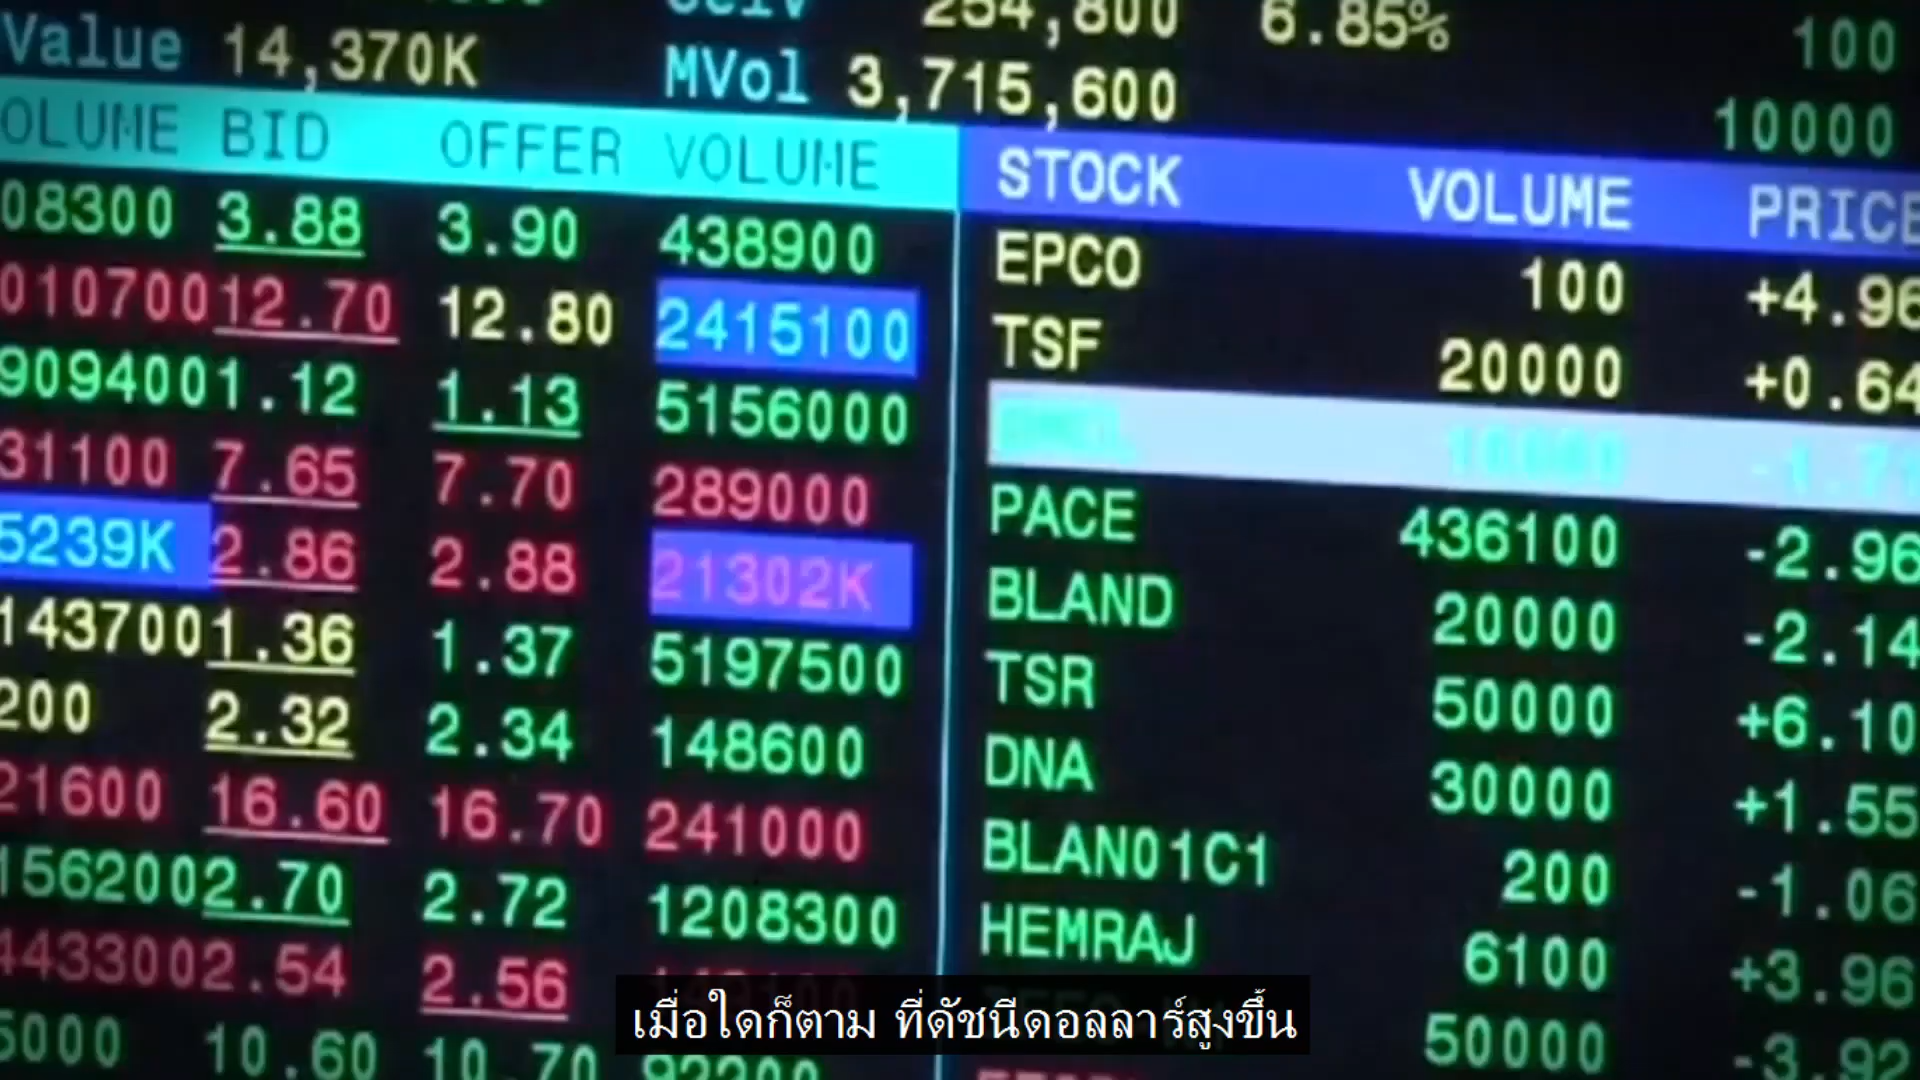 Value 14,370K
254,800 6.85%
100
MVol 3,715,600
10000
OLUME BID OFFER VOLUME
STOCK VOLUME PRICE
08300 3.88 3.90 438900
EPCO 100 +4.96
010700 12.70 12.80 2415100
TSF 20000 +0.64
909400 1.12 1.13 5156000
31100 7.65 7.70 289000
PACE 436100 -2.96
5239K 2.86 2.88 21302K
BLAND 20000 -2.14
143700 1.36 1.37 5197500
TSR 50000 +6.10
200 2.32 2.34 148600
DNA 30000 +1.55
21600 16.60 16.70 241000
BLAN01C1 200 -1.06
156200 2.70 2.72 1208300
HEMRAJ 6100 +3.96
443300 2.54 2.56
50000 -3.92
5000 10.60 10.70
เมื่อใดก็ตาม ที่ดัชนีดอลลาร์สูงขึ้น